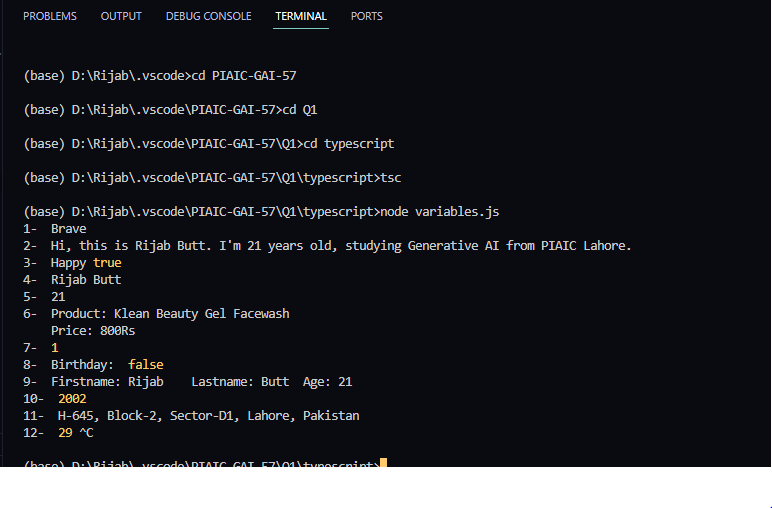 PROBLEMS OUTPUT DEBUG CONSOLE TERMINAL PORTS
(base) D:\Rijab\.vscode>cd PIAIC-GAI-57
(base) D:\Rijab\.vscode\PIAIC-GAI-57>cd Q1
(base) D:\Rijab\.vscode\PIAIC-GAI-57\Q1>cd typescript
(base) D:\Rijab\.vscode\PIAIC-GAI-57\Q1\typescript>tsc
(base) D:\Rijab\.vscode\PIAIC-GAI-57\Q1\typescript>node variables.js
1- Brave
2- Hi, this is Rijab Butt. I'm 21 years old, studying Generative AI from PIAIC Lahore.
3- Happy true
4- Rijab Butt
5- 21
6- Product: Klean Beauty Gel Facewash
Price: 800Rs
7- 1
8- Birthday: false
9- Firstname: Rijab Lastname: Butt Age: 21
10- 2002
11- H-645, Block-2, Sector-D1, Lahore, Pakistan
12- 29 ^C
(base) D:\Rijab\.vscode\PIAIC-GAI-57\Q1\typescript>